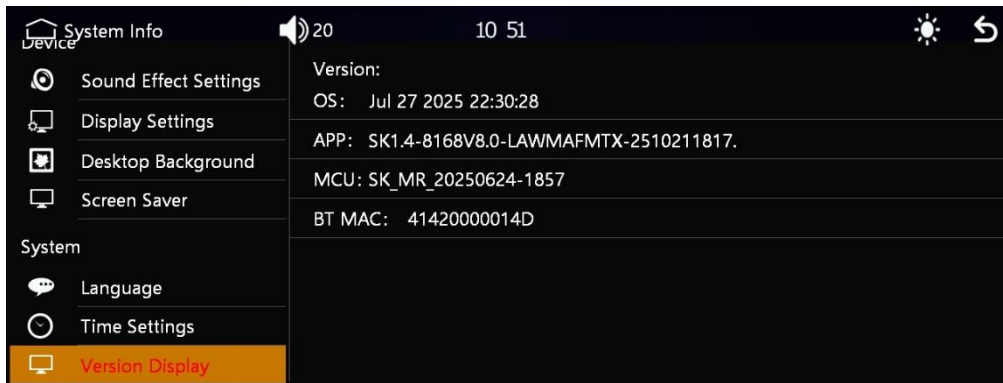 System Info 20 10 51
Device
Sound Effect Settings
Display Settings
Desktop Background
Screen Saver
System
Language
Time Settings
Version Display
Version:
OS: Jul 27 2025 22:30:28
APP: SK1.4-8168V8.0-LAWMAFMTX-2510211817.
MCU: SK_MR_20250624-1857
BT MAC: 41420000014D